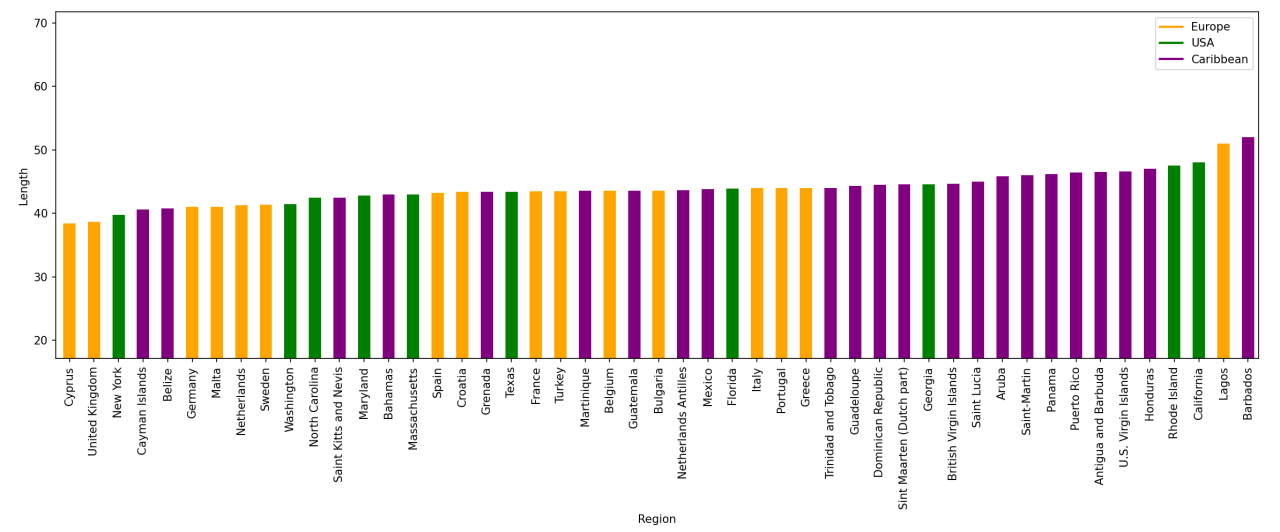 70
60
50
40
30
20
Length
Europe
USA
Caribbean
Cyprus
United Kingdom
New York
Cayman Islands
Belize
Germany
Malta
Netherlands
Sweden
Washington
North Carolina
Saint Kitts and Nevis
Maryland
Bahamas
Massachusetts
Spain
Croatia
Grenada
Texas
France
Turkey
Martinique
Belgium
Guatemala
Bulgaria
Netherlands Antilles
Mexico
Florida
Italy
Portugal
Greece
Trinidad and Tobago
Guadeloupe
Dominican Republic
Sint Maarten (Dutch part)
Georgia
British Virgin Islands
Saint Lucia
Aruba
Saint-Martin
Panama
Puerto Rico
Antigua and Barbuda
U.S. Virgin Islands
Honduras
Rhode Island
California
Lagos
Barbados
Region